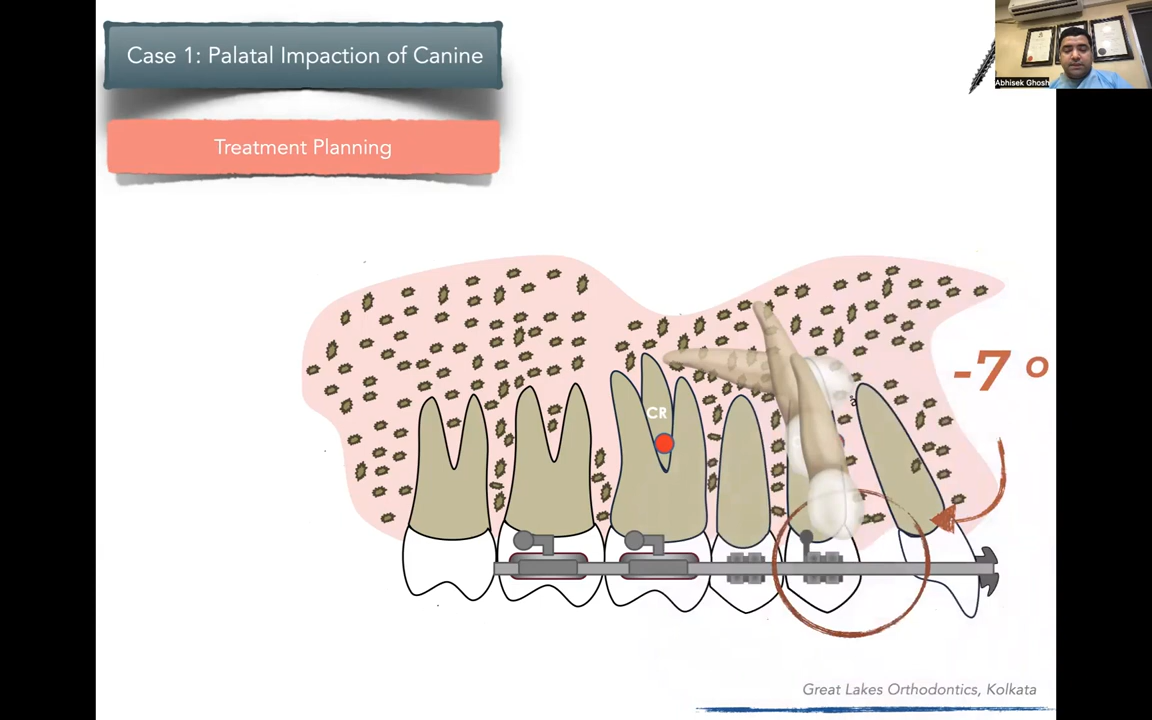 Case 1: Palatal Impaction of Canine
Abhisek Ghosh
Treatment Planning
-7 °
CR
Great Lakes Orthodontics, Kolkata